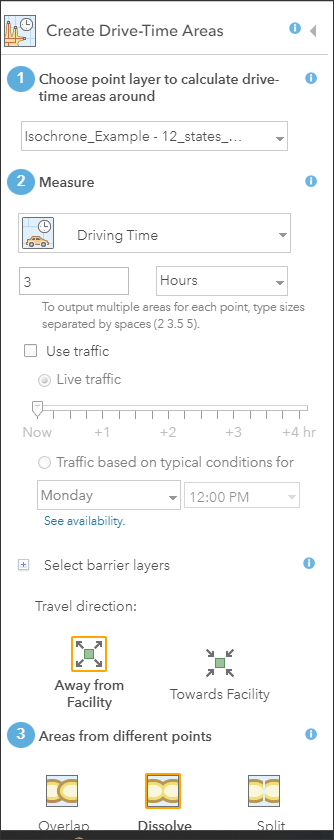 Create Drive-Time Areas
1 Choose point layer to calculate drive-
time areas around
Isochrone_Example - 12_states_...
2 Measure
Driving Time
3 Hours
To output multiple areas for each point, type sizes
separated by spaces (2 3.5 5).
Use traffic
Live traffic
Now +1 +2 +3 +4 hr
Traffic based on typical conditions for
Monday 12:00 PM
See availability.
Select barrier layers
Travel direction:
Away from
Facility
Towards Facility
3 Areas from different points
Overlap Dissolve Split